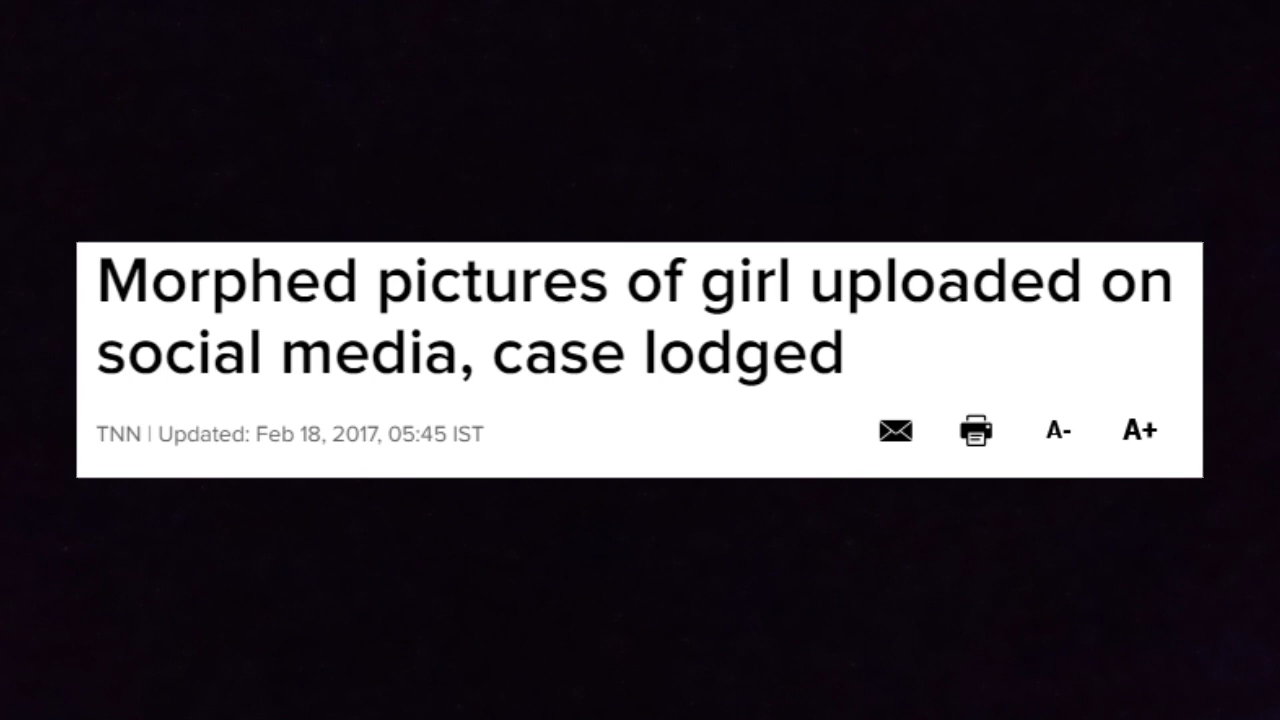 Morphed pictures of girl uploaded on
social media, case lodged
TNN | Updated: Feb 18, 2017, 05:45 IST
A-
A+